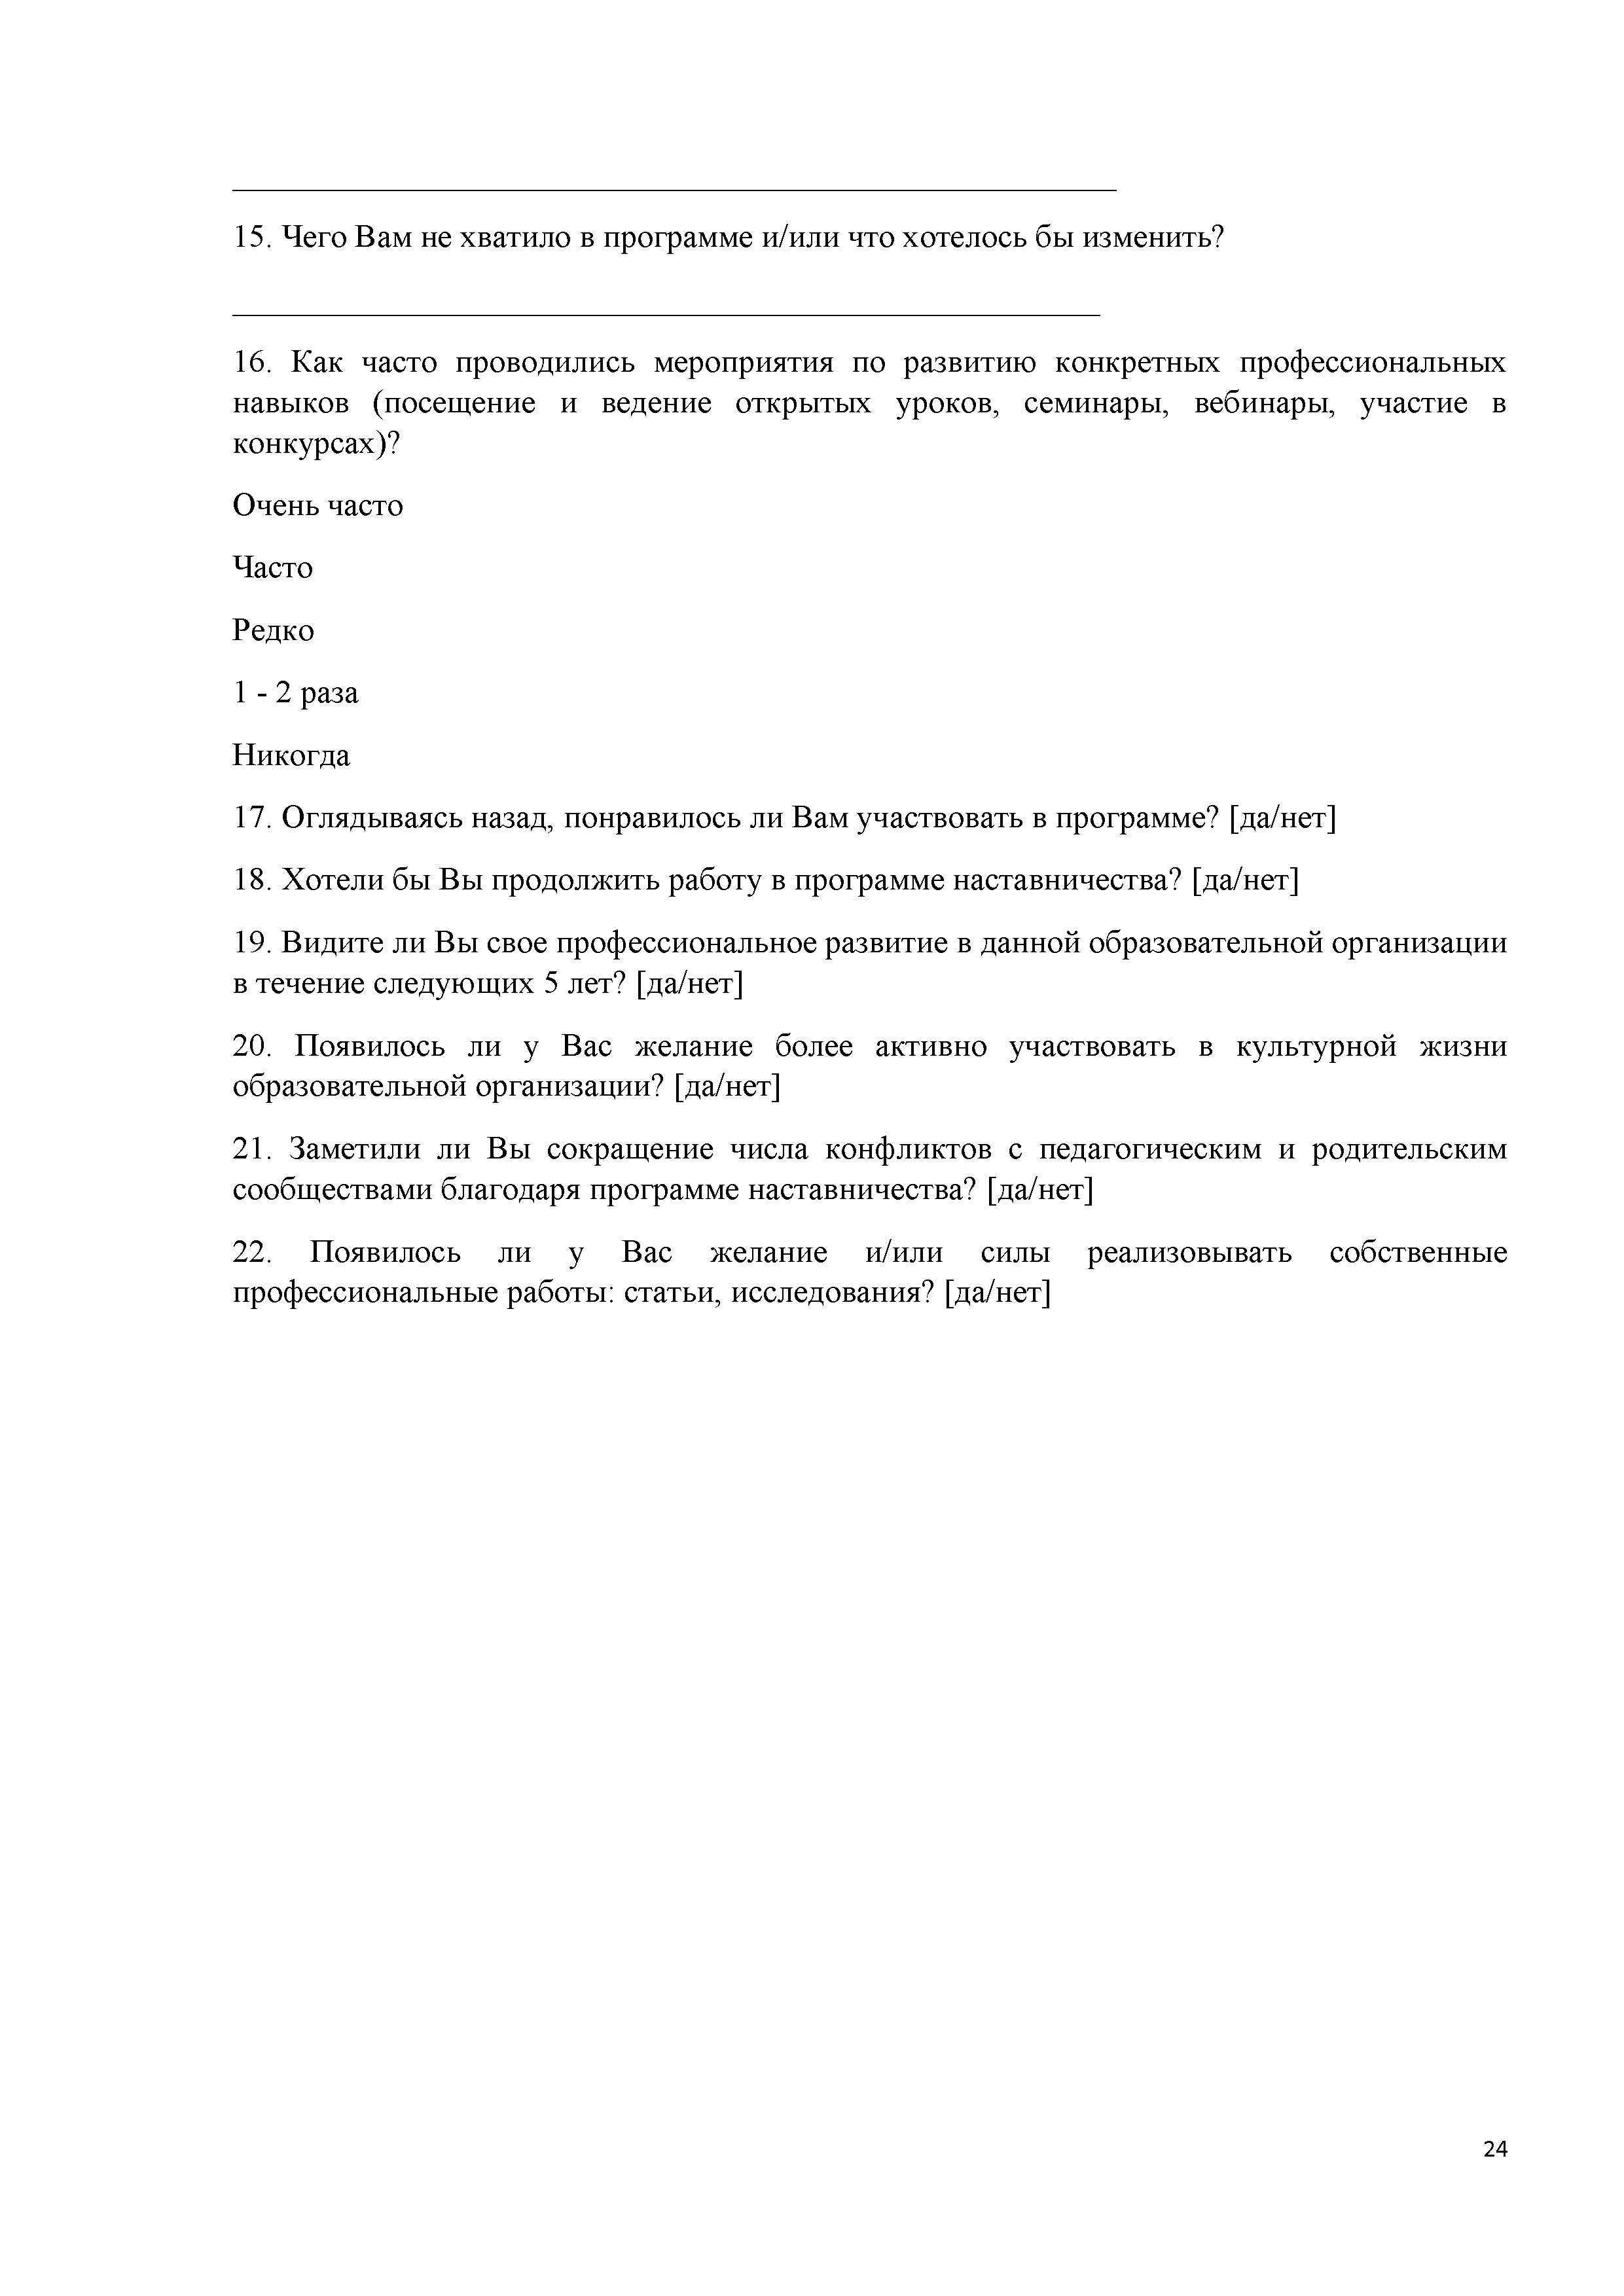 15. Чего Вам не хватило в программе и/или что хотелось бы изменить?
16. Как часто проводились мероприятия по развитию конкретных профессиональных
навыков (посещение и ведение открытых уроков, семинары, вебинары, участие в
конкурсах)?
Очень часто
Часто
Редко
1 - 2 раза
Никогда
17. Оглядываясь назад, понравилось ли Вам участвовать в программе? [да/нет]
18. Хотели бы Вы продолжить работу в программе наставничества? [да/нет]
19. Видите ли Вы свое профессиональное развитие в данной образовательной организации
в течение следующих 5 лет? [да/нет]
20. Появилось ли у Вас желание более активно участвовать в культурной жизни
образовательной организации? [да/нет]
21. Заметили ли Вы сокращение числа конфликтов с педагогическим и родительским
сообществами благодаря программе наставничества? [да/нет]
22. Появилось ли у Вас желание и/или силы реализовывать собственные
профессиональные работы: статьи, исследования? [да/нет]
24